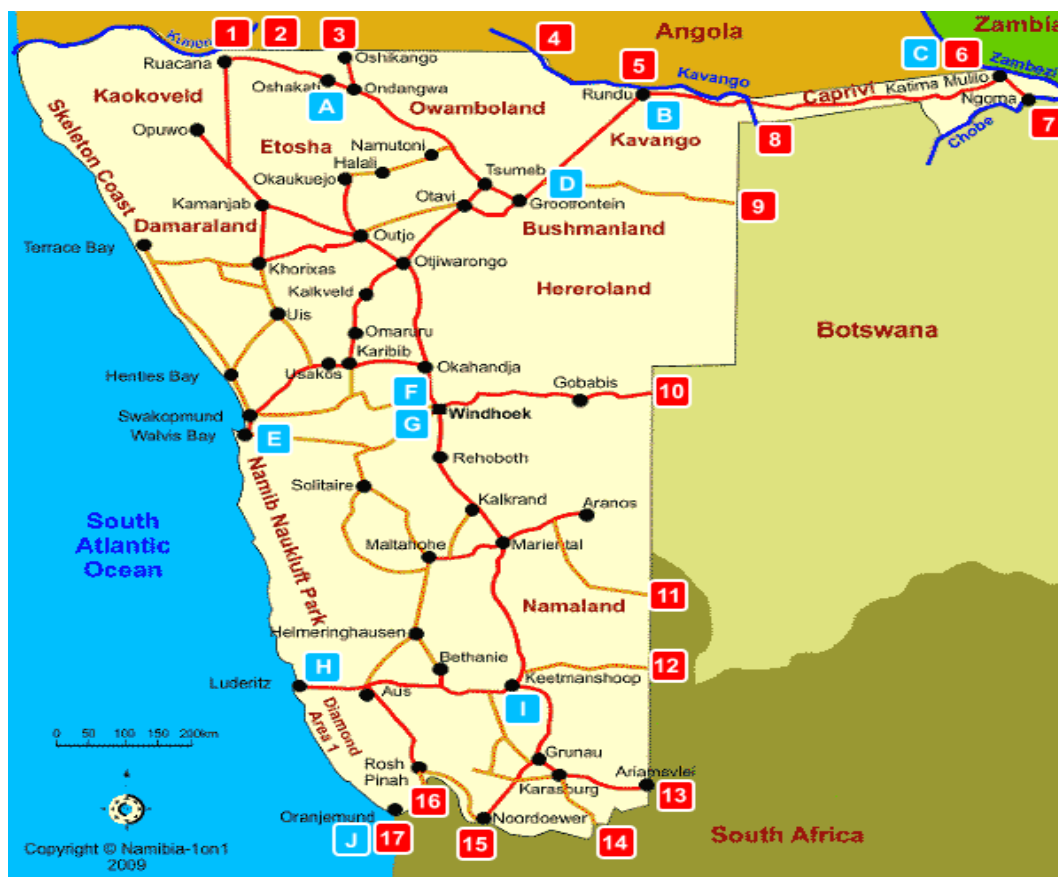 1
2
3
4
Angola
Zambia
C
6
Kunene
Ruacana
Oshikango
Oshakati
Ondangwa
A
5
Kavango
Zambezi
Kaokoveld
Owamboland
Rundu
B
Caprivi
Katima Mulilo
Ngoma
7
8
Chobe
Skeleton Coast
Opuwo
Etosha
Namutoni
Halali
Okaukuejo
Kavango
Tsumeb
D
Kamanjab
Otavi
Grootfontein
9
Damaraland
Outjo
Bushmanland
Terrace Bay
Khorixas
Otjiwarongo
Kalkveld
Hereroland
Uis
Omaruru
Botswana
Henties Bay
Usakos
Karibib
Okahandja
F
Gobabis
10
Swakopmund
Walvis Bay
E
G
Windhoek
Rehoboth
Namib Naukluft Park
Solitaire
Kalkrand
Aranos
South
Atlantic
Ocean
Maltahohe
Mariental
11
Namaland
Helmeringhausen
Bethanie
12
H
Luderitz
Aus
Keetmanshoop
I
Diamond
Area 1
0 50 100 150 200km
Grunau
Rosh
Pinah
Karasburg
Ariamsvlei
13
16
Oranjemund
J
17
Noordoewer
15
14
South Africa
Copyright © Namibia-1on1
2009